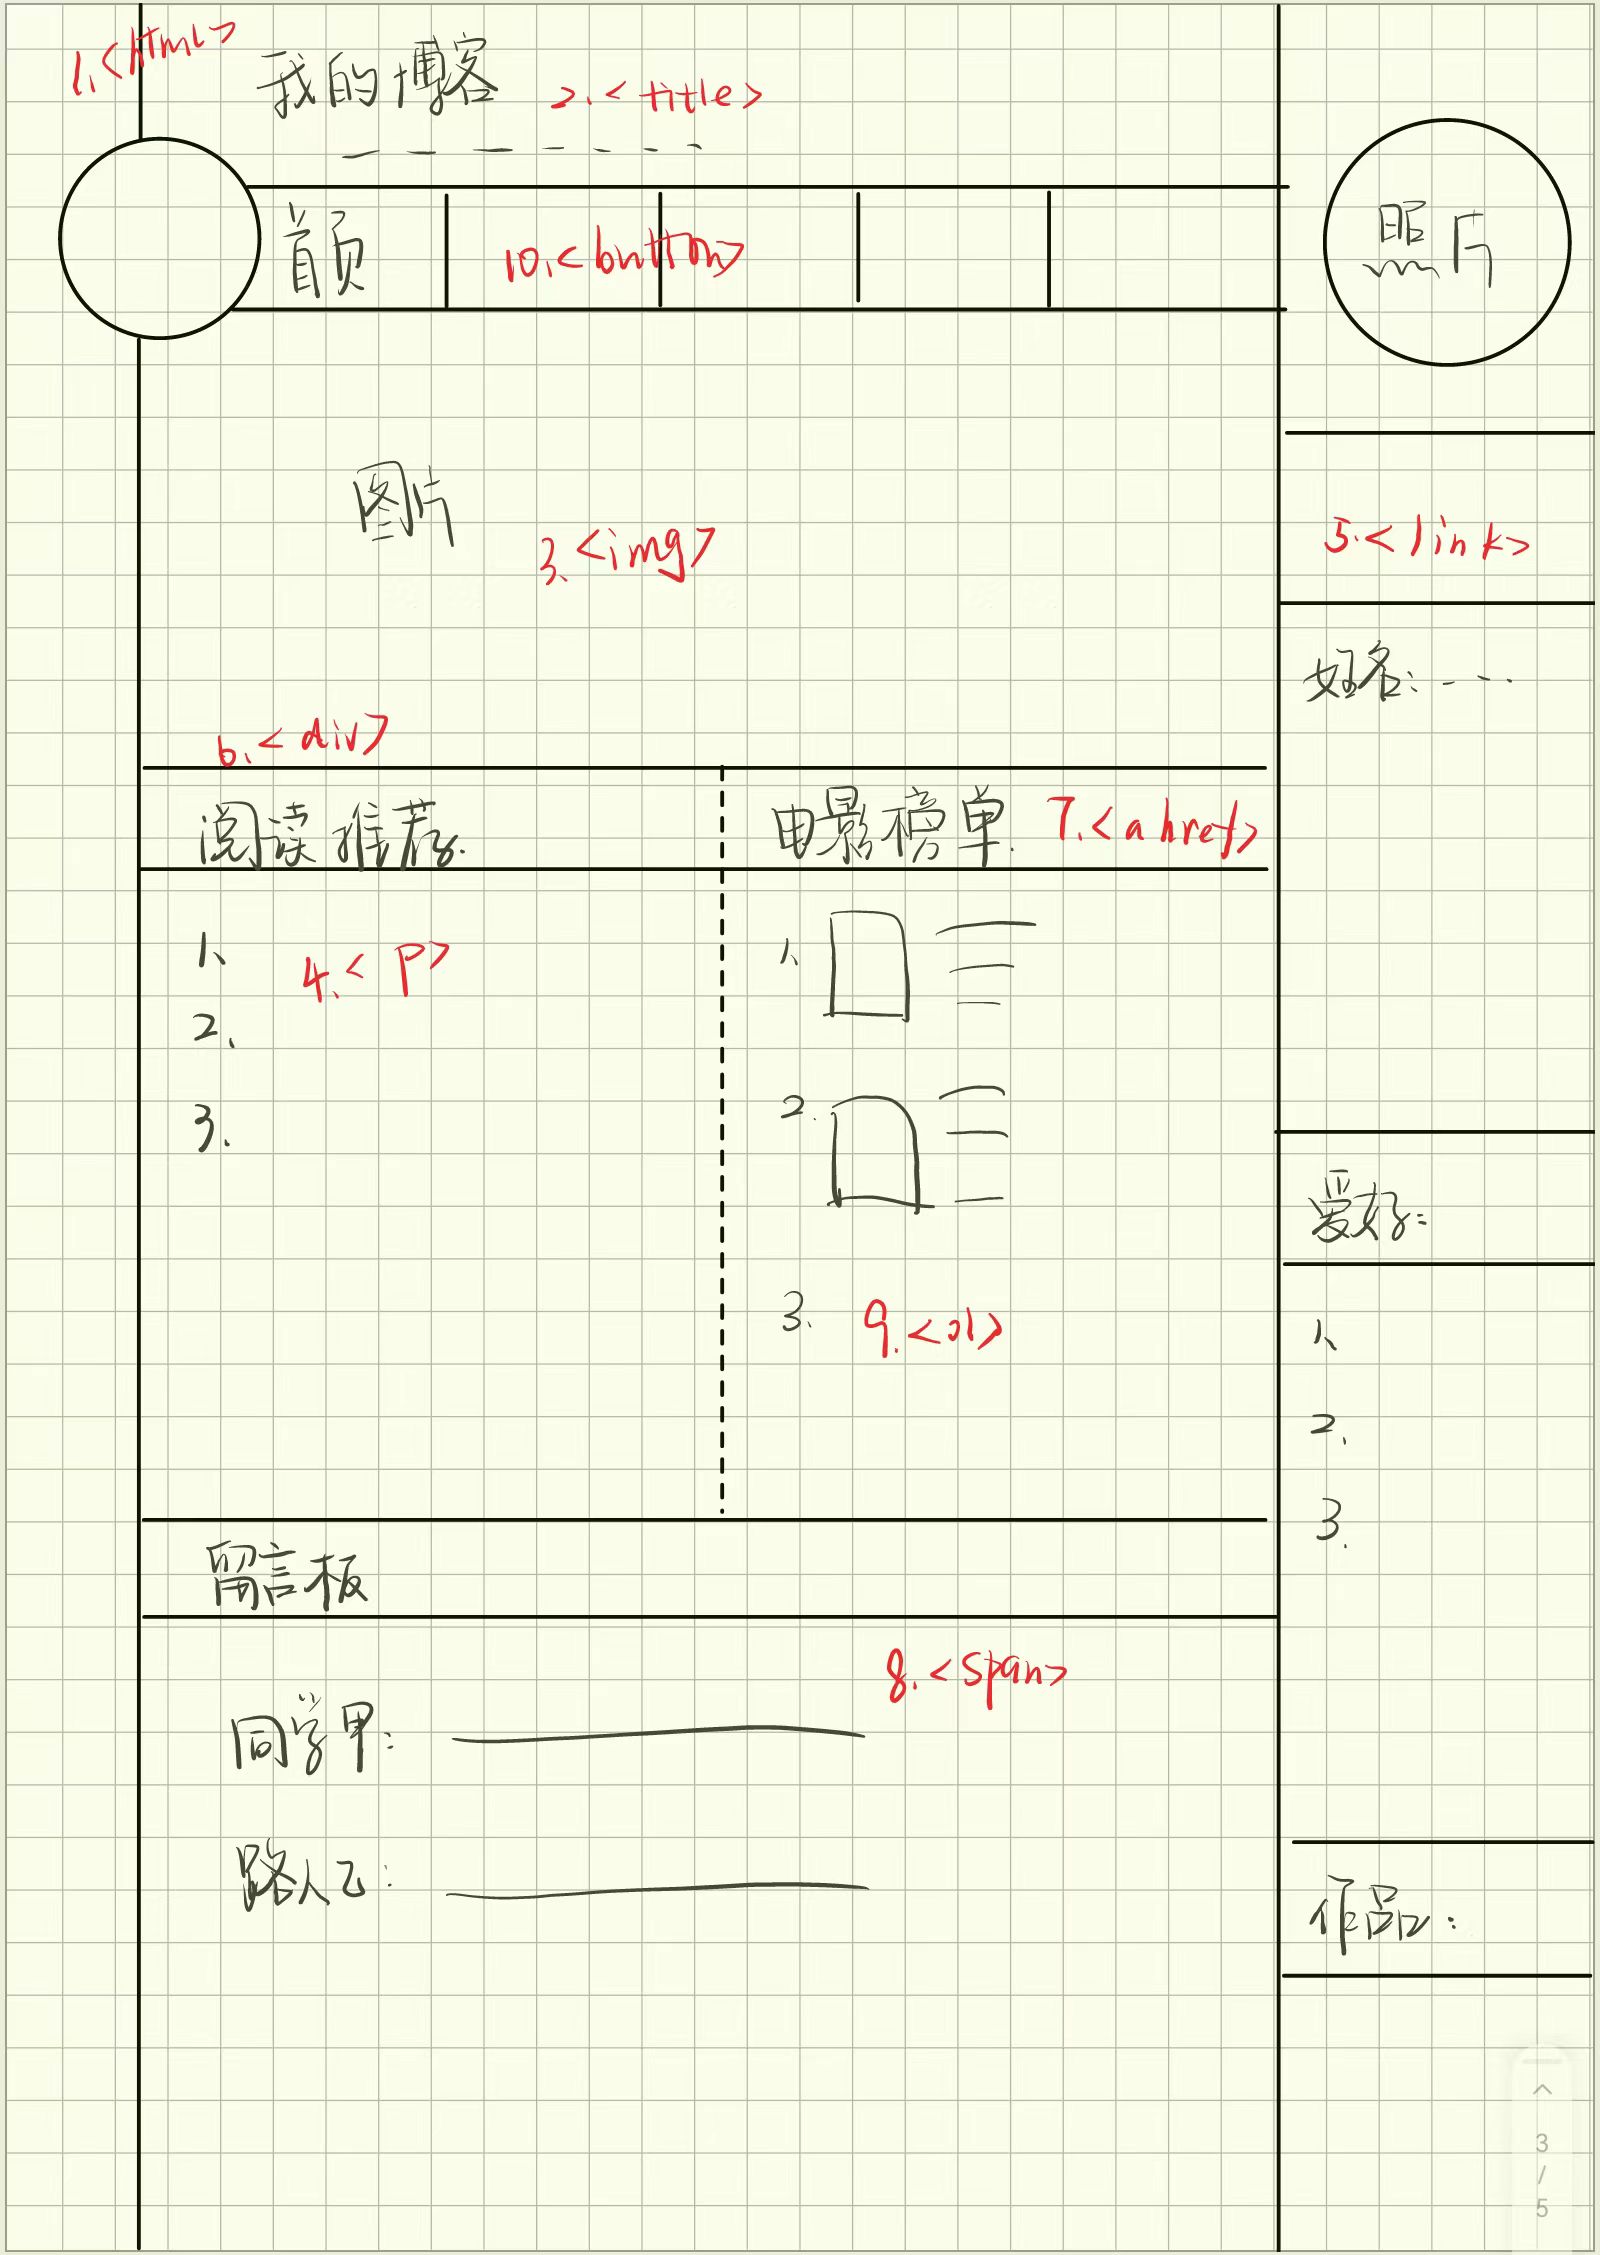 1.<html>
我的博客
2.<title>
首页
10.<button>
照片
图片
3.<img>
5.<link>
姓名:
6.<div>
阅读推荐
电影榜单
7.<a href>
1、
4.<p>
2、
3、
1、
2.
3.
9.<ol>
爱好:
1、
2、
3.
留言板
8.<span>
同学甲:
路人乙:
作品:
3
/
5